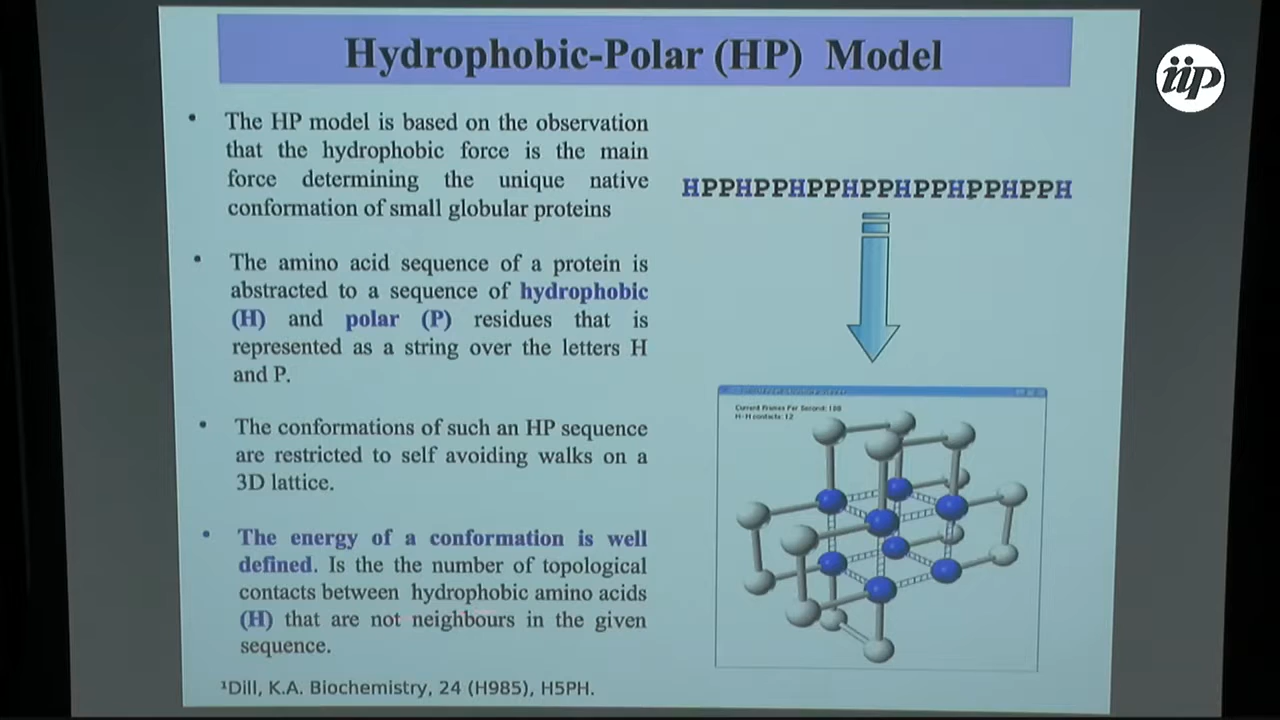 Hydrophobic-Polar (HP) Model
iip
• The HP model is based on the observation
that the hydrophobic force is the main
force determining the unique native
conformation of small globular proteins
• The amino acid sequence of a protein is
abstracted to a sequence of hydrophobic
(H) and polar (P) residues that is
represented as a string over the letters H
and P.
• The conformations of such an HP sequence
are restricted to self avoiding walks on a
3D lattice.
• The energy of a conformation is well
defined. Is the the number of topological
contacts between hydrophobic amino acids
(H) that are not neighbours in the given
sequence.
¹Dill, K.A. Biochemistry, 24 (H985), H5PH.
HPPHPPHPPHPPHPPHPPHPPH
Current Frames Per Second:
H-H contacts: 12